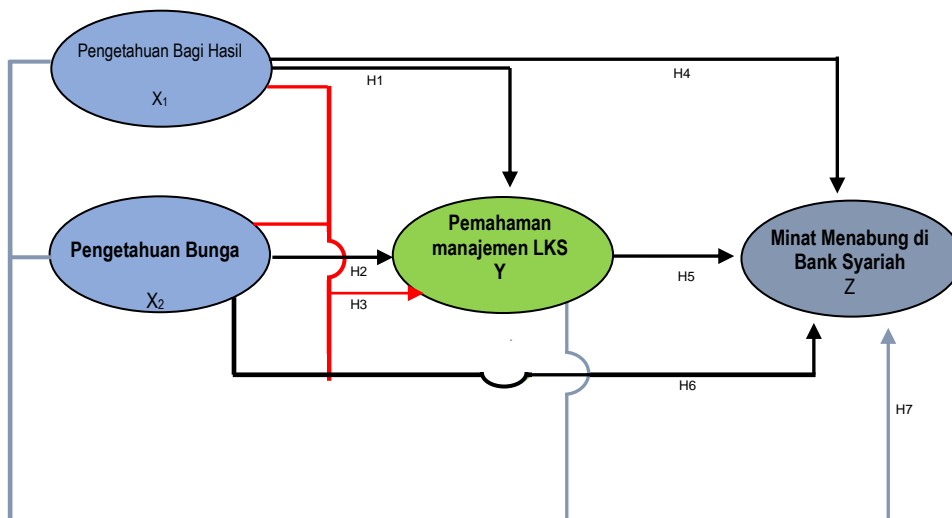 Pengetahuan Bagi Hasil
X1
H1
H4
Pengetahuan Bunga
X2
H2
H3
Pemahaman
manajemen LKS
Y
H5
Minat Menabung di
Bank Syariah
Z
H6
H7